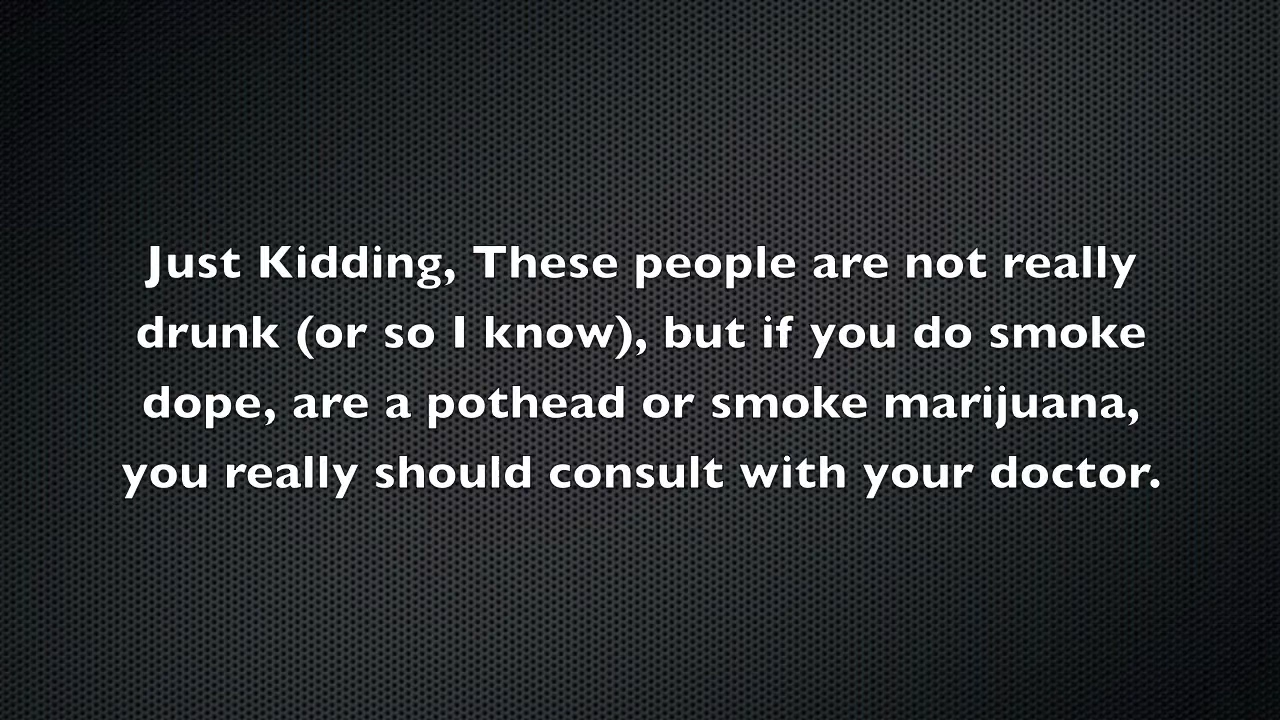 Just Kidding, These people are not really
drunk (or so I know), but if you do smoke
dope, are a pothead or smoke marijuana,
you really should consult with your doctor.